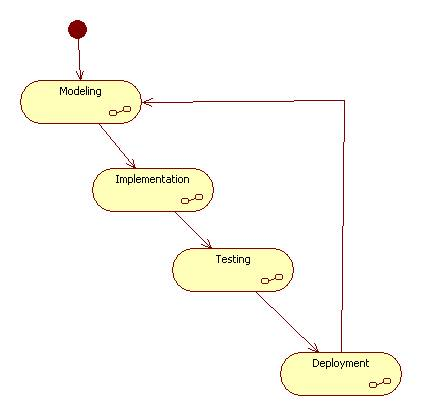 Modeling
Implementation
Testing
Deployment